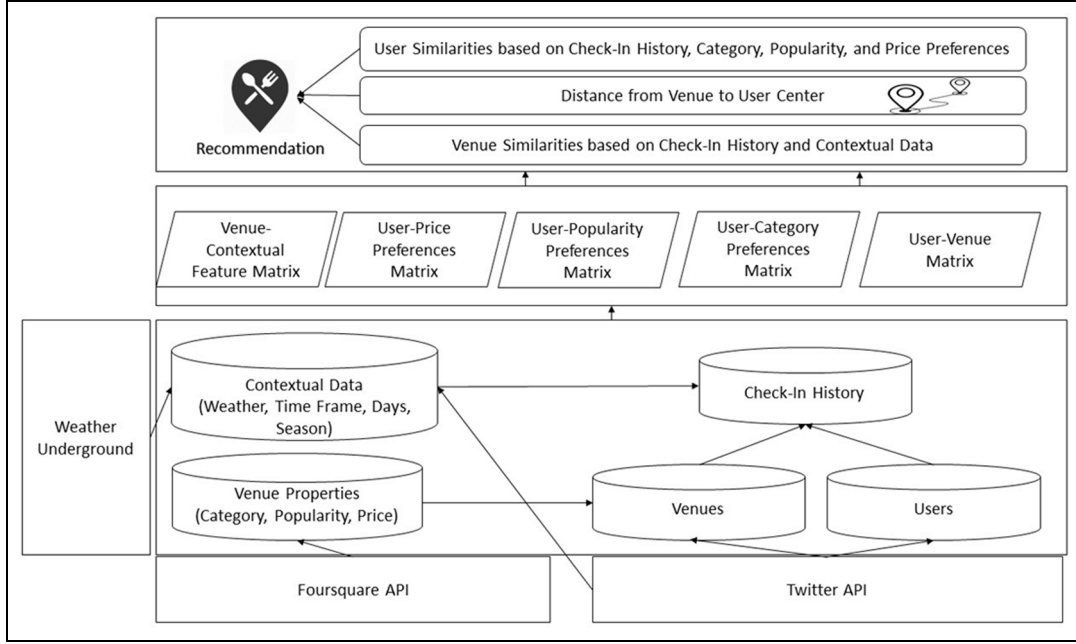 User Similarities based on Check-In History, Category, Popularity, and Price Preferences
Distance from Venue to User Center
Recommendation
Venue Similarities based on Check-In History and Contextual Data
Venue-
Contextual
Feature Matrix
User-Price
Preferences
Matrix
User-Popularity
Preferences
Matrix
User-Category
Preferences
Matrix
User-Venue
Matrix
Weather
Underground
Contextual Data
(Weather, Time Frame, Days,
Season)
Check-In History
Venue Properties
(Category, Popularity, Price)
Venues
Users
Foursquare API
Twitter API